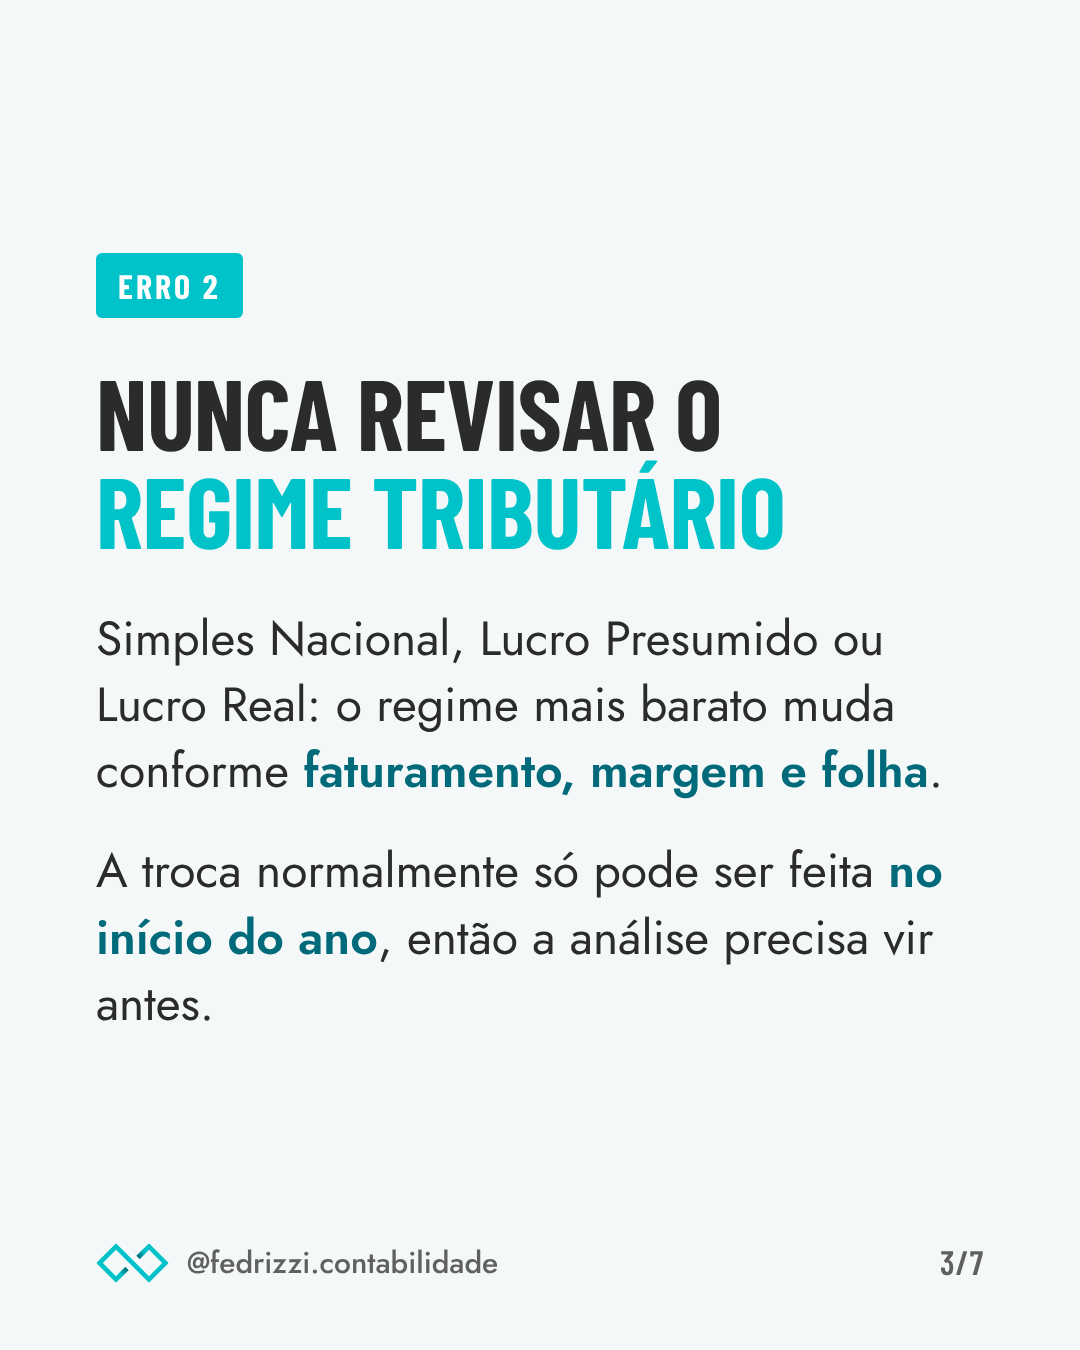 ERRO 2
NUNCA REVISAR O
REGIME TRIBUTÁRIO
Simples Nacional, Lucro Presumido ou
Lucro Real: o regime mais barato muda
conforme faturamento, margem e folha.
A troca normalmente só pode ser feita no
início do ano, então a análise precisa vir
antes.
@fedrizzi.contabilidade
3/7